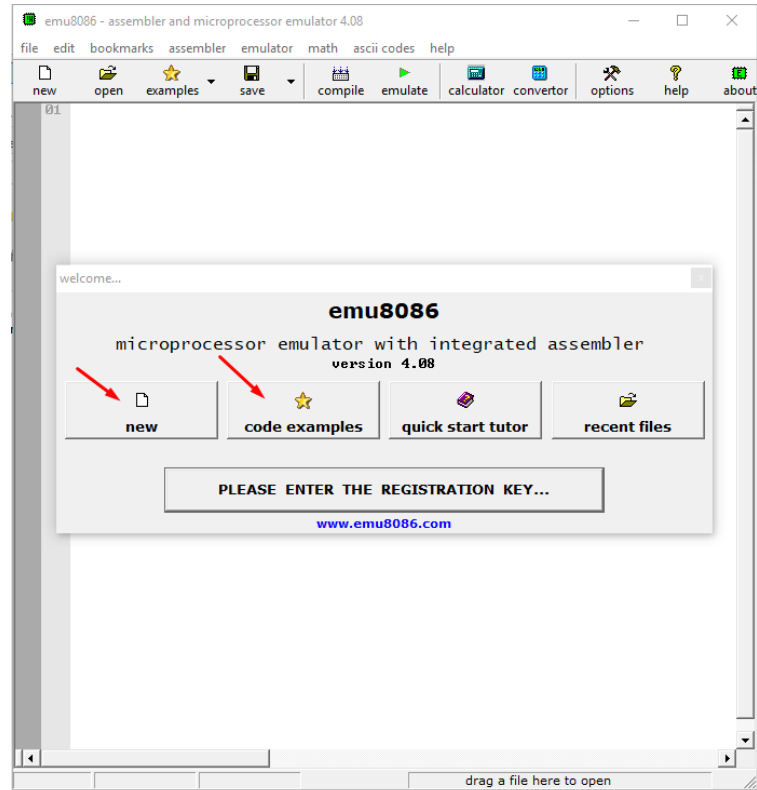 emu8086 - assembler and microprocessor emulator 4.08
file edit bookmarks assembler emulator math ascii codes help
new open examples save compile emulate calculator convertor options help about
01
welcome...
emu8086
microprocessor emulator with integrated assembler
version 4.08
new code examples quick start tutor recent files
PLEASE ENTER THE REGISTRATION KEY...
www.emu8086.com
drag a file here to open